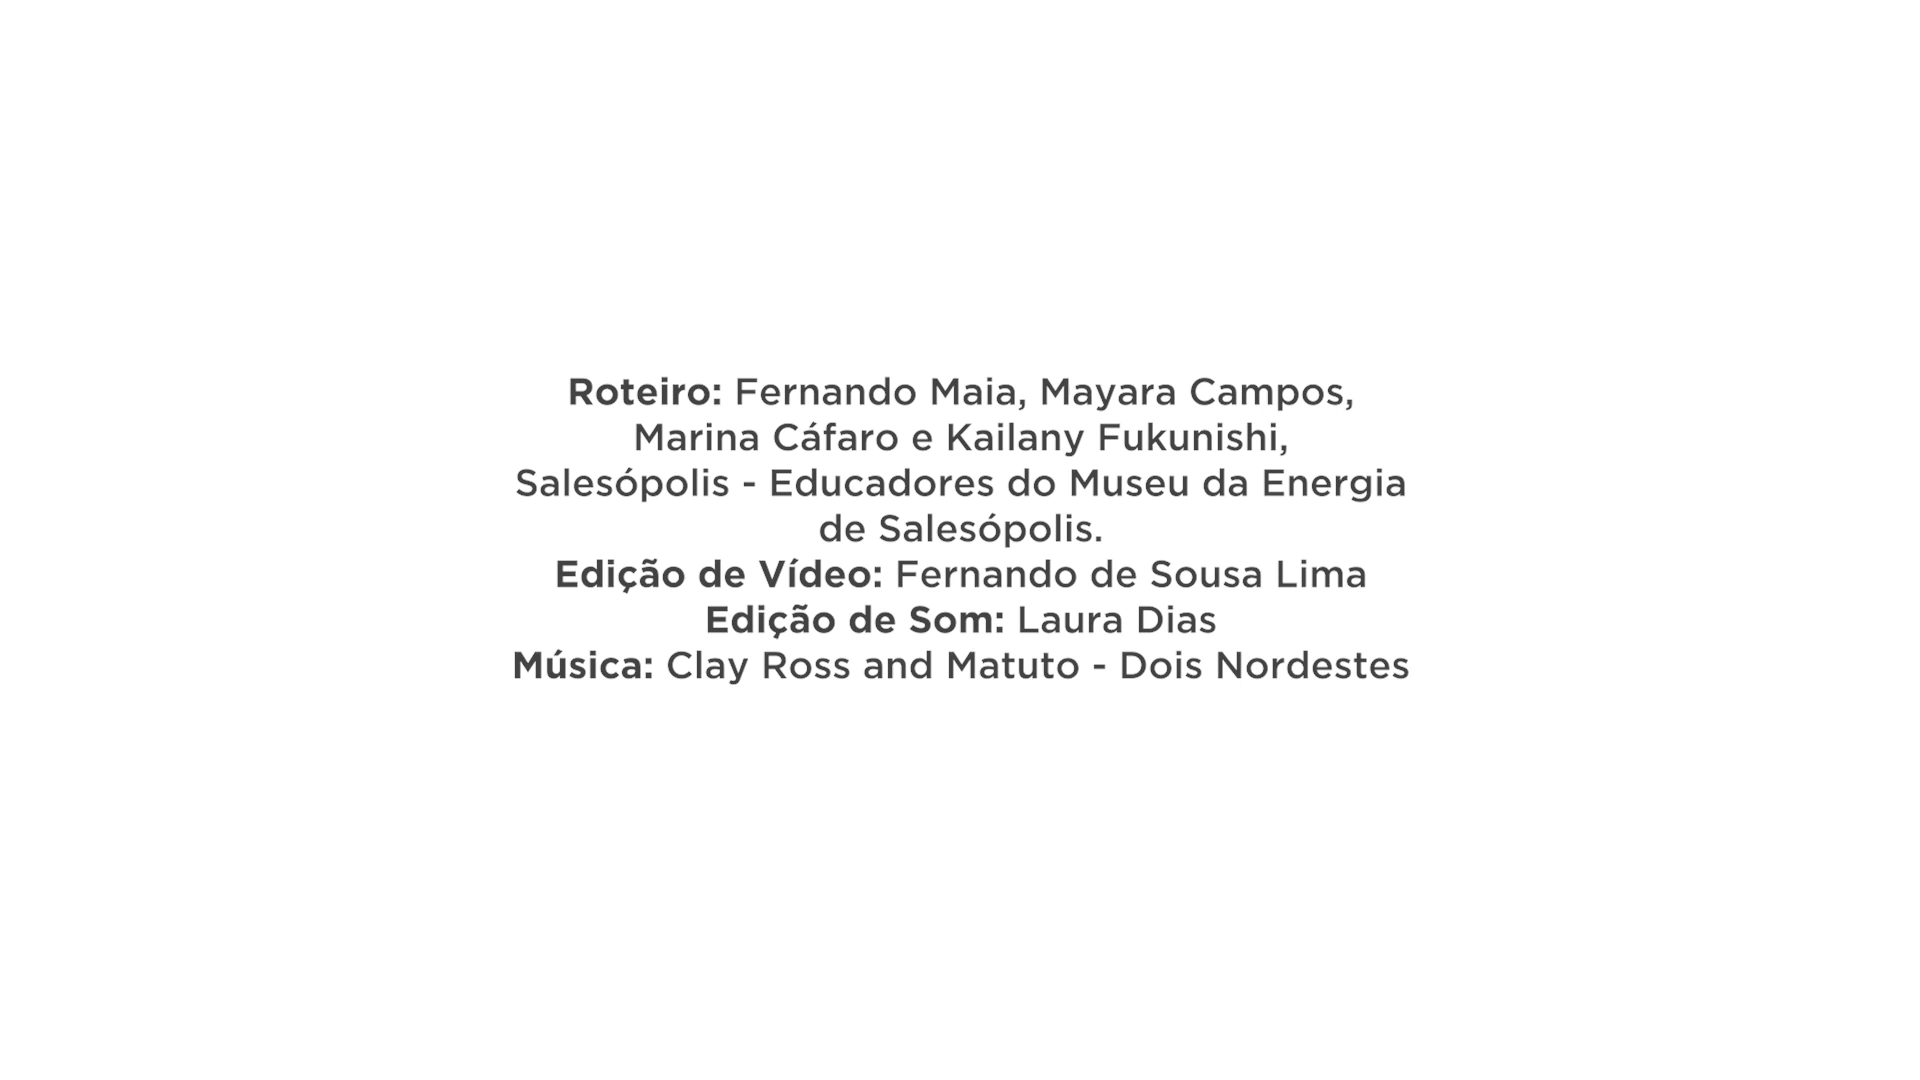 Roteiro: Fernando Maia, Mayara Campos,
Marina Cáfaro e Kailany Fukunishi,
Salesópolis - Educadores do Museu da Energia
de Salesópolis.
Edição de Vídeo: Fernando de Sousa Lima
Edição de Som: Laura Dias
Música: Clay Ross and Matuto - Dois Nordestes